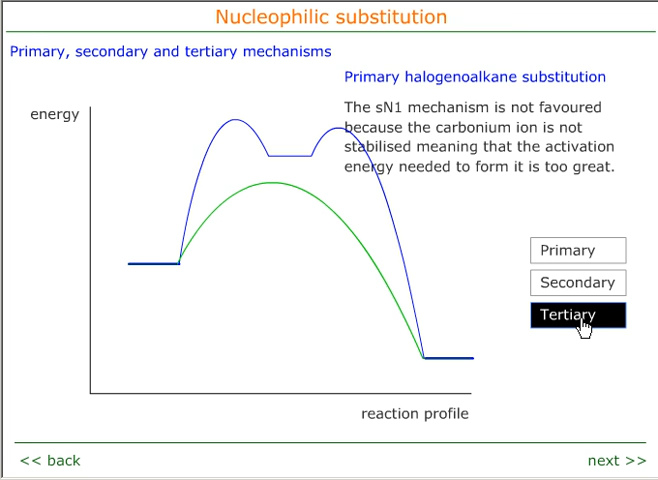 Nucleophilic substitution
Primary, secondary and tertiary mechanisms
Primary halogenoalkane substitution
The sN1 mechanism is not favoured
because the carbonium ion is not
stabilised meaning that the activation
energy needed to form it is too great.
energy
Primary
Secondary
Tertiary
reaction profile
<< back
next >>